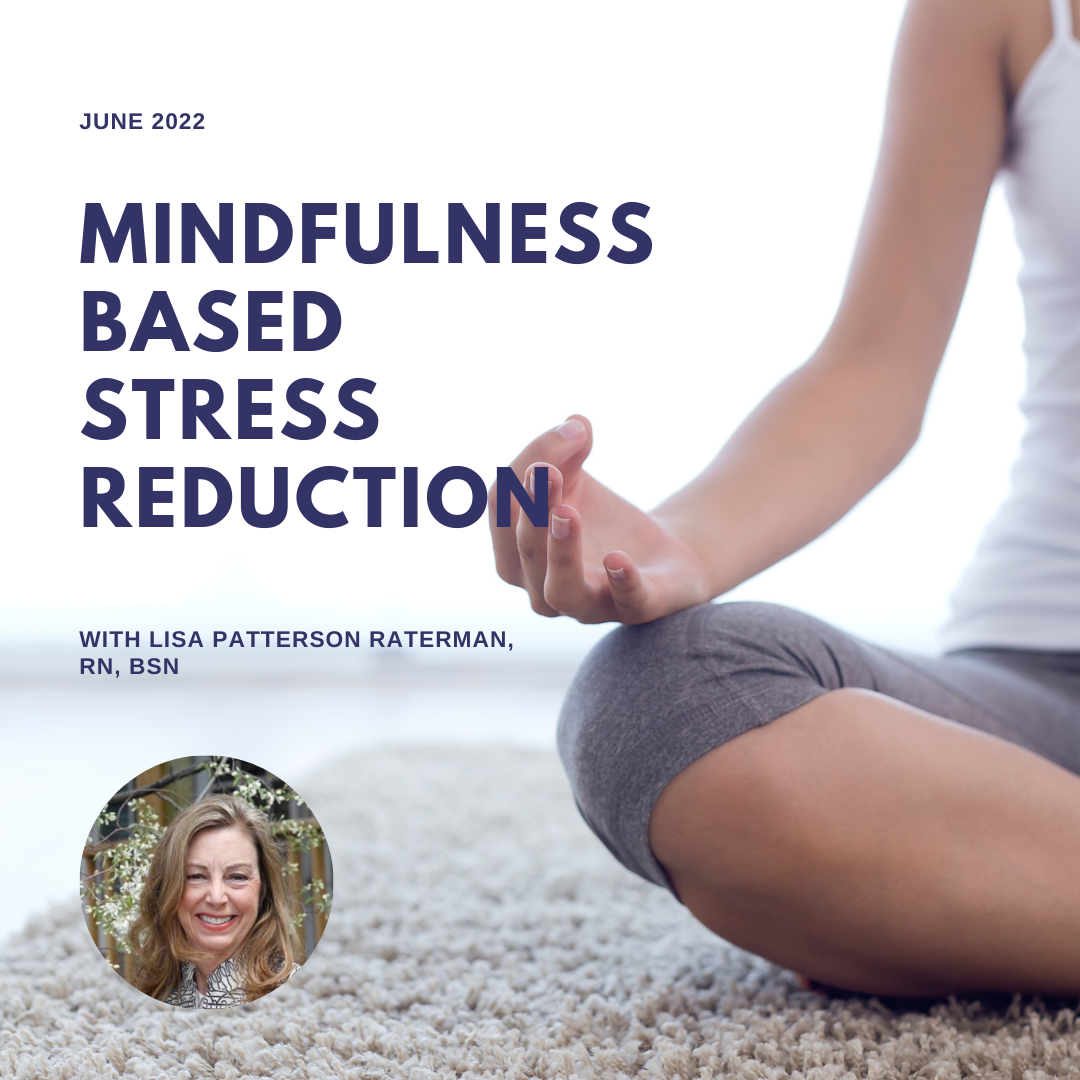 JUNE 2022
MINDFULNESS
BASED
STRESS
REDUCTION
WITH LISA PATTERSON RATERMAN,
RN, BSN